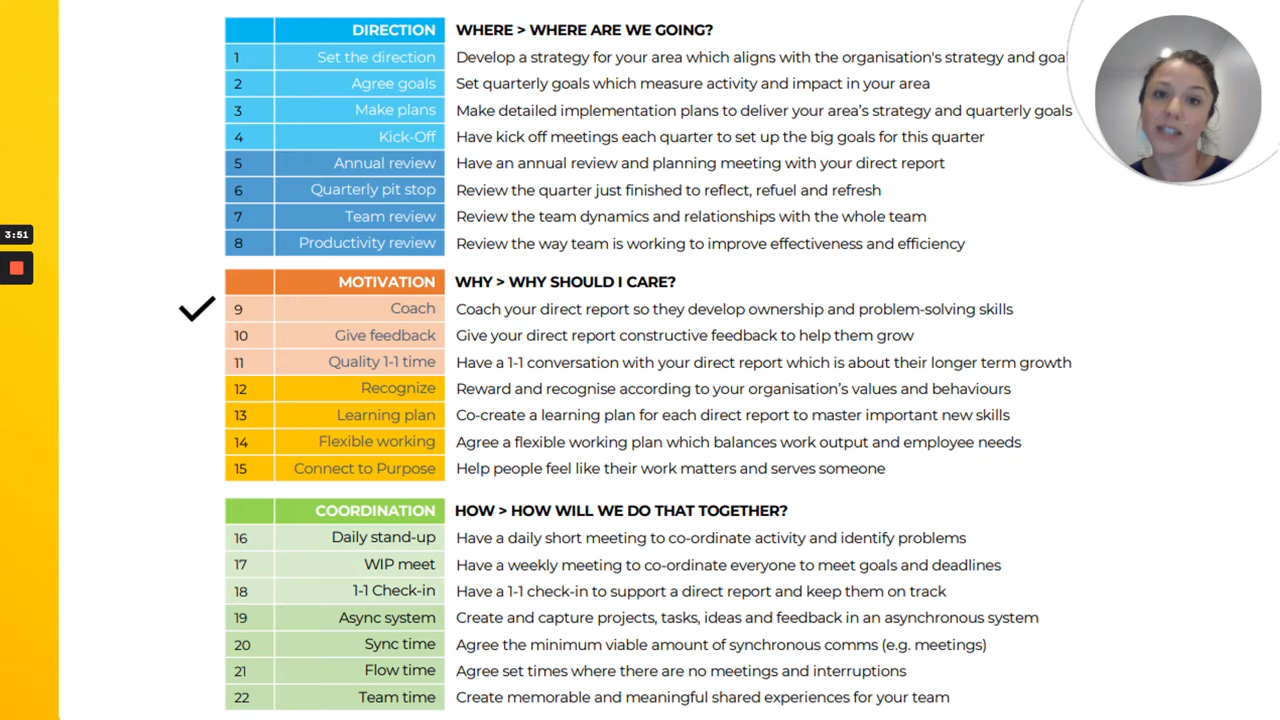 DIRECTION WHERE > WHERE ARE WE GOING?
1 Set the direction Develop a strategy for your area which aligns with the organisation's strategy and goal
2 Agree goals Set quarterly goals which measure activity and impact in your area
3 Make plans Make detailed implementation plans to deliver your area's strategy and quarterly goals
4 Kick-Off Have kick off meetings each quarter to set up the big goals for this quarter
5 Annual review Have an annual review and planning meeting with your direct report
6 Quarterly pit stop Review the quarter just finished to reflect, refuel and refresh
7 Team review Review the team dynamics and relationships with the whole team
3:51
8 Productivity review Review the way team is working to improve effectiveness and efficiency
MOTIVATION WHY > WHY SHOULD I CARE?
9 Coach Coach your direct report so they develop ownership and problem-solving skills
10 Give feedback Give your direct report constructive feedback to help them grow
11 Quality 1-1 time Have a 1-1 conversation with your direct report which is about their longer term growth
12 Recognize Reward and recognise according to your organisation's values and behaviours
13 Learning plan Co-create a learning plan for each direct report to master important new skills
14 Flexible working Agree a flexible working plan which balances work output and employee needs
15 Connect to Purpose Help people feel like their work matters and serves someone
COORDINATION HOW > HOW WILL WE DO THAT TOGETHER?
16 Daily stand-up Have a daily short meeting to co-ordinate activity and identify problems
17 WIP meet Have a weekly meeting to co-ordinate everyone to meet goals and deadlines
18 1-1 Check-in Have a 1-1 check-in to support a direct report and keep them on track
19 Async system Create and capture projects, tasks, ideas and feedback in an asynchronous system
20 Sync time Agree the minimum viable amount of synchronous comms (e.g. meetings)
21 Flow time Agree set times where there are no meetings and interruptions
22 Team time Create memorable and meaningful shared experiences for your team